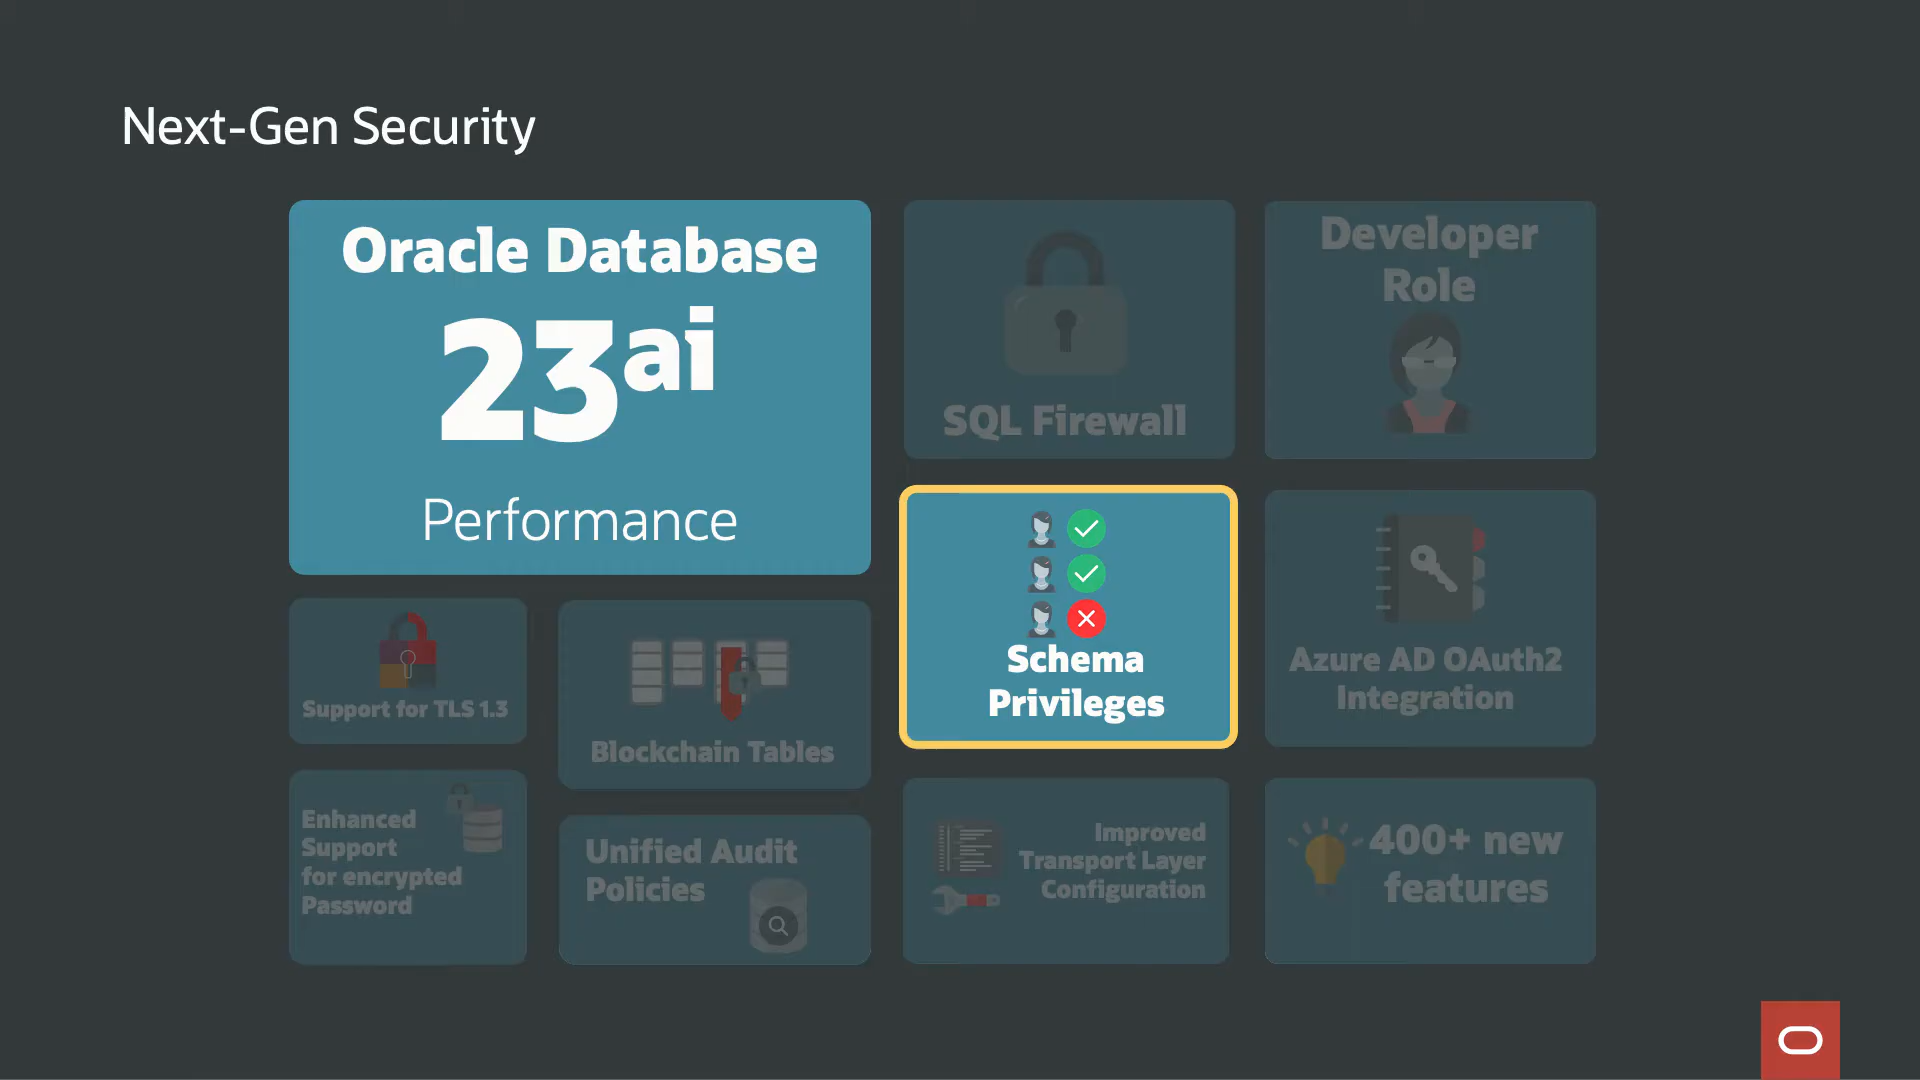 Next-Gen Security
Oracle Database
23ai
Performance
SQL Firewall
Developer
Role
Schema
Privileges
Azure AD OAuth2
Integration
Support for TLS 1.3
Blockchain Tables
Enhanced
Support
for encrypted
Password
Unified Audit
Policies
Improved
Transport Layer
Configuration
400+ new
features